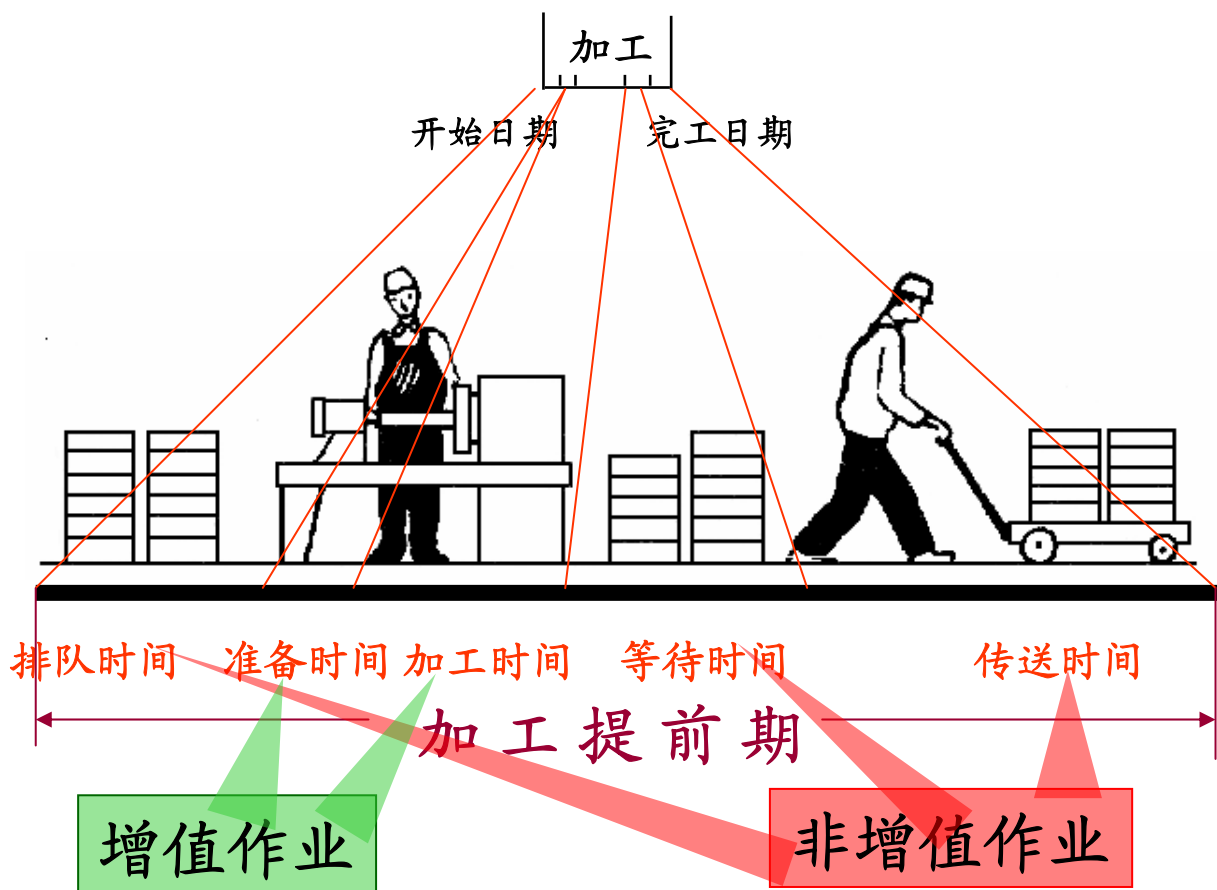 加工
开始日期 完工日期
排队时间 准备时间 加工时间 等待时间 传送时间
加工提前期
增值作业 非增值作业